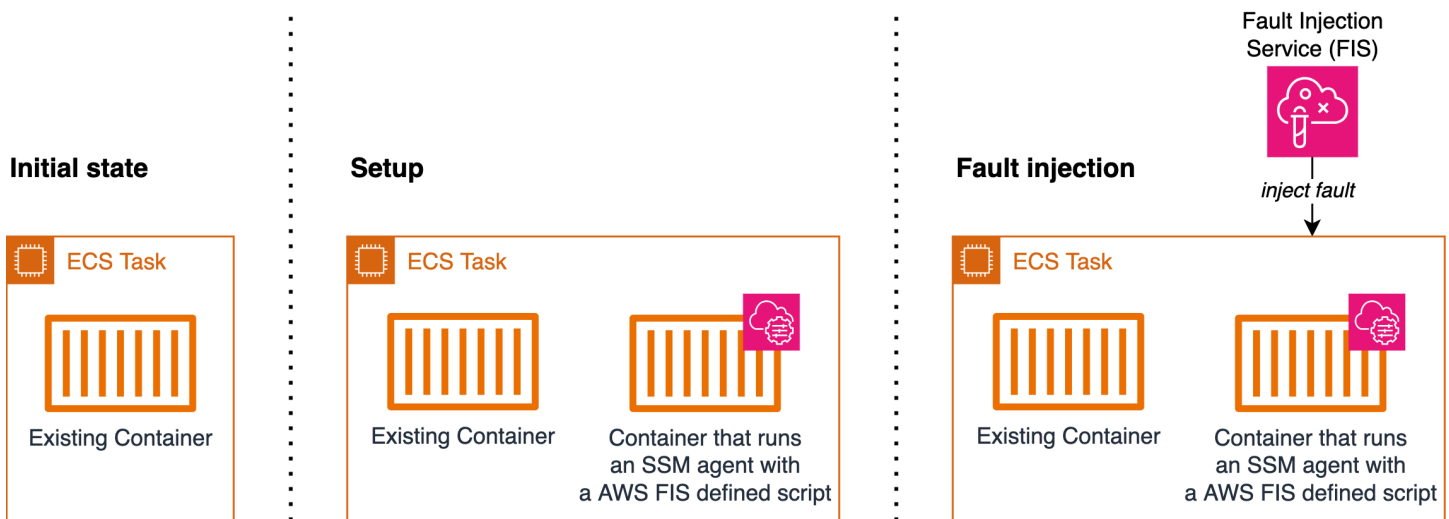 Initial state
ECS Task
Existing Container
Setup
ECS Task
Existing Container
Container that runs
an SSM agent with
a AWS FIS defined script
Fault Injection
Service (FIS)
Fault injection
inject fault
ECS Task
Existing Container
Container that runs
an SSM agent with
a AWS FIS defined script